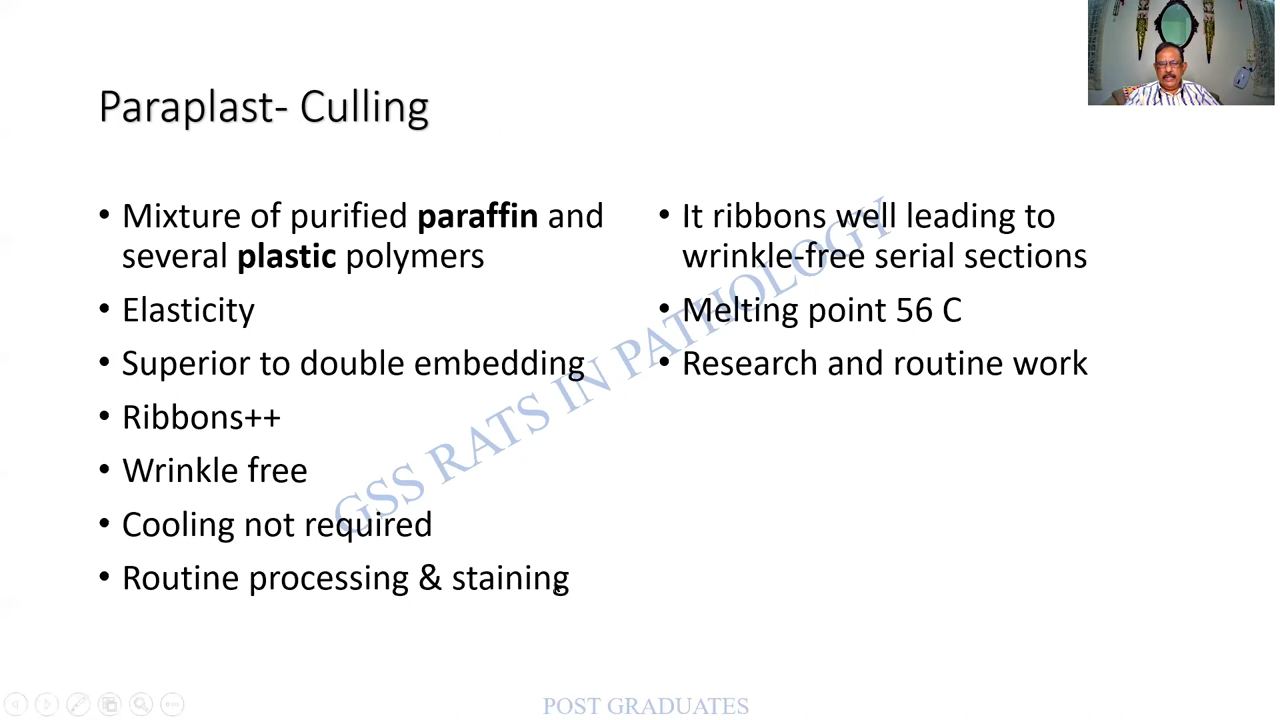 Paraplast- Culling
• Mixture of purified paraffin and
several plastic polymers
• Elasticity
• Superior to double embedding
• Ribbons++
• Wrinkle free
• Cooling not required
• Routine processing & staining
• It ribbons well leading to
wrinkle-free serial sections
• Melting point 56 C
• Research and routine work
GSS RATS IN PATHOLOGY
POST GRADUATES